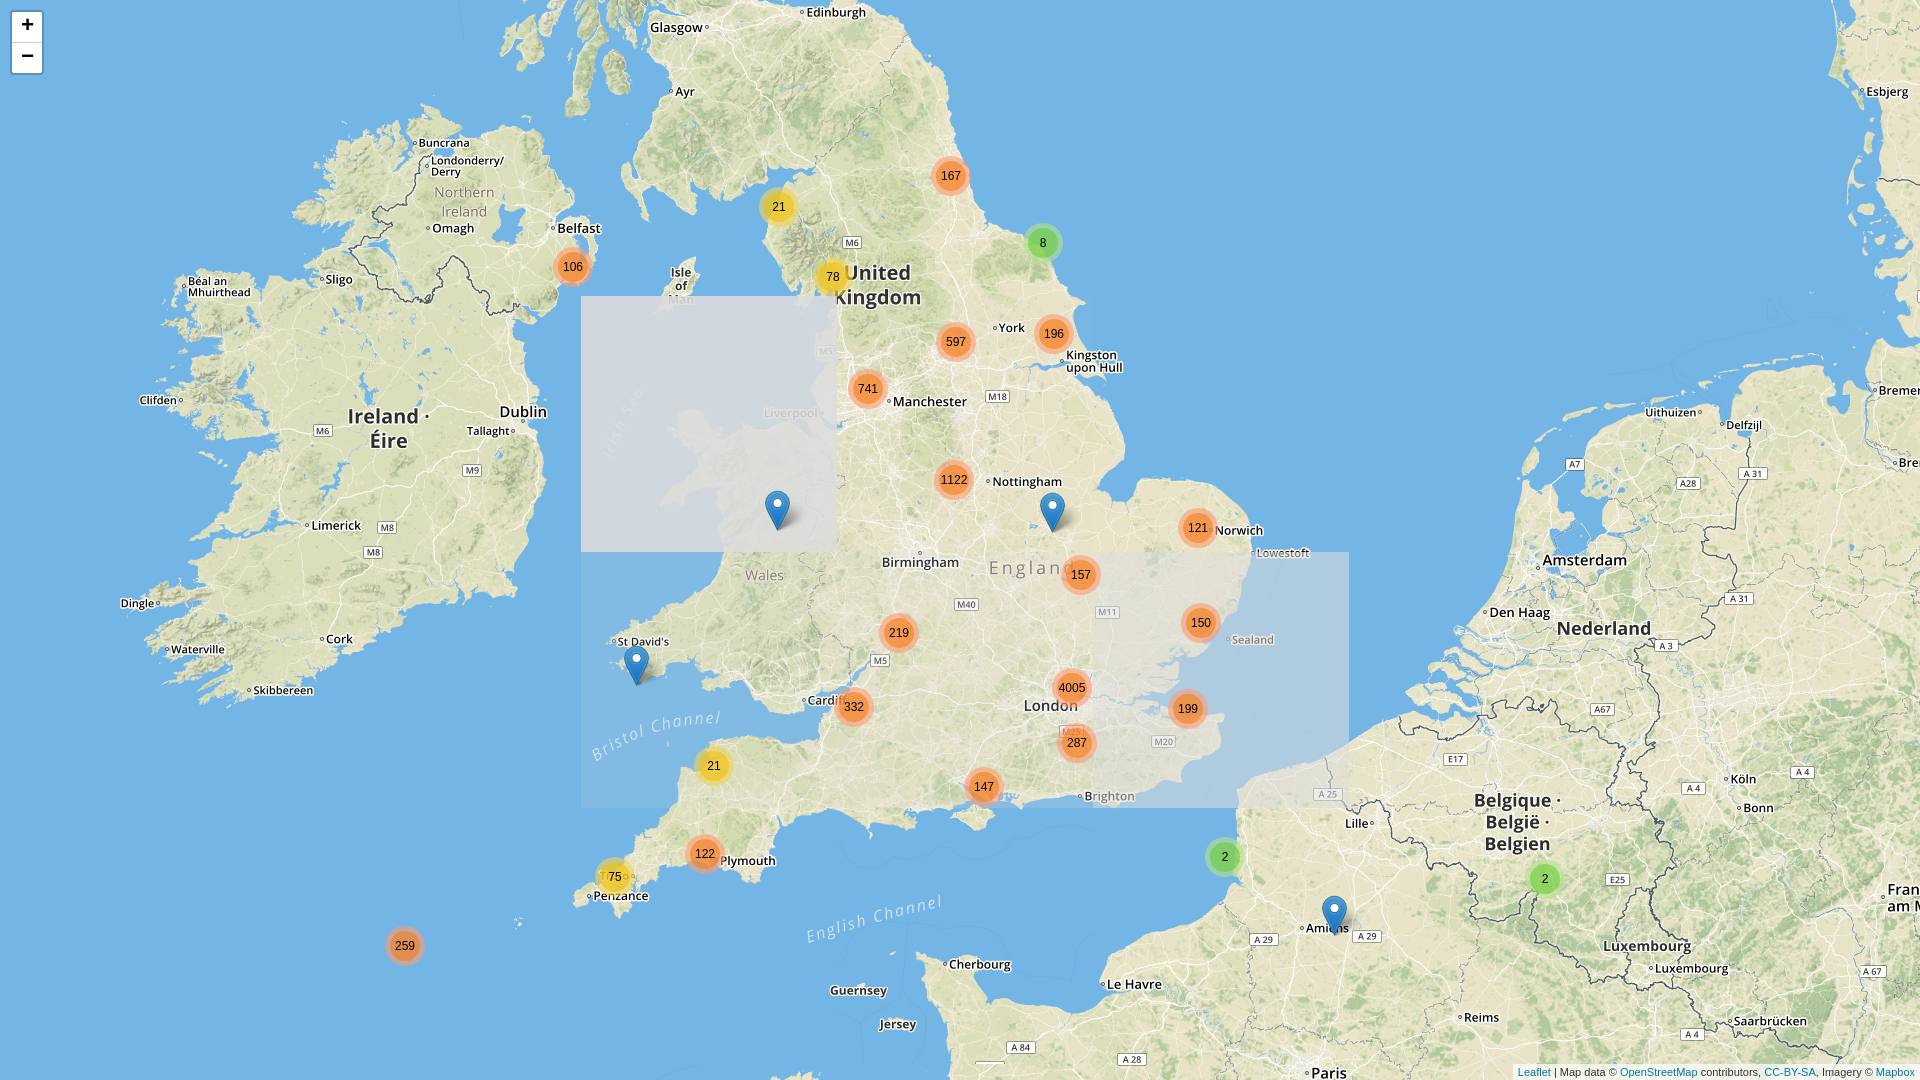 +
−
Edinburgh
Glasgow
Ayr
Esbjerg
Buncrana
Londonderry/
Derry
Northern
Ireland
Omagh
Belfast
106
Isle
of
Man
Sligo
Béal an
Mhuirthead
Clifden
Ireland ·
Éire
Dublin
Tallaght
M6
M9
Limerick
M8
M8
Dingle
Cork
Waterville
Skibbereen
167
21
M6
8
78
United
Kingdom
597
York
196
Kingston
upon Hull
741
Manchester
M18
Liverpool
1122
Nottingham
121
Norwich
Lowestoft
Birmingham
England
157
Wales
M40
M11
150
219
Sealand
St David's
M5
4005
London
Cardiff
332
199
M20
287
Bristol Channel
21
147
Brighton
122
Plymouth
75
Penzance
259
English Channel
Guernsey
Jersey
Cherbourg
Le Havre
A 84
A 28
A 29
A 29
Amiens
2
A 25
Lille
Reims
Paris
Uithuizen
Delfzijl
A7
A 31
A28
Amsterdam
A 31
Den Haag
Nederland
A 3
A67
E17
Belgique ·
België ·
Belgien
A 4
Köln
A 4
Bonn
2
E25
Luxembourg
Luxembourg
A 67
Saarbrücken
A 4
Leaflet | Map data © OpenStreetMap contributors, CC-BY-SA, Imagery © Mapbox